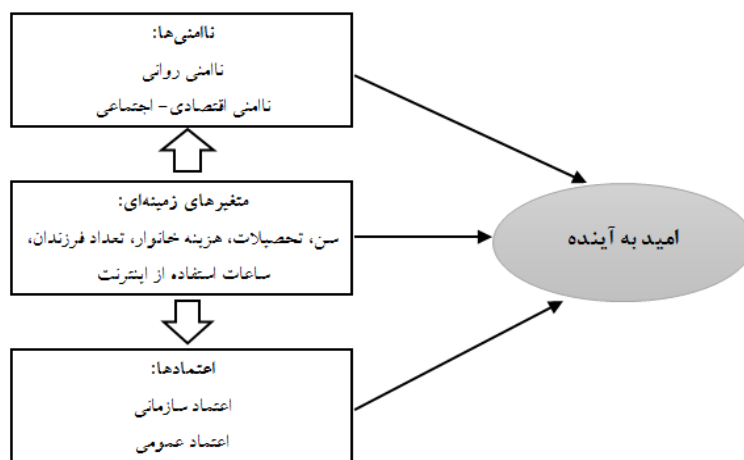 ناامنی‌ها:
ناامنی روانی
ناامنی اقتصادی- اجتماعی
متغیرهای زمینه‌ای:
سن، تحصیلات، هزینه خانوار، تعداد فرزندان،
ساعات استفاده از اینترنت
امید به آینده
اعتمادها:
اعتماد سازمانی
اعتماد عمومی